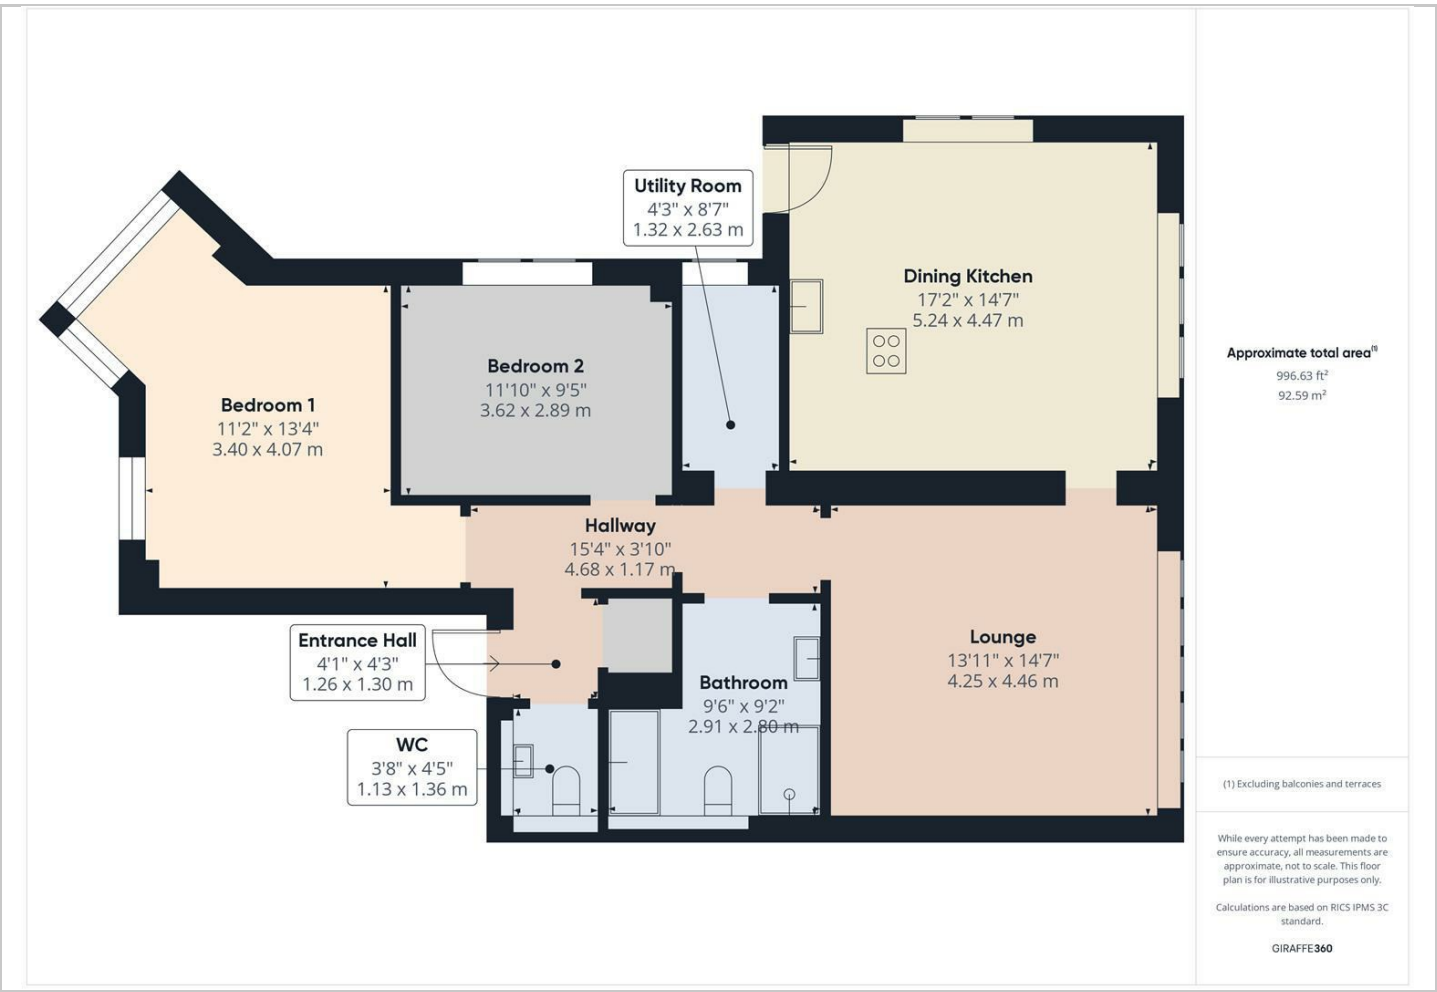 Utility Room
4'3" x 8'7"
1.32 x 2.63 m
Dining Kitchen
17'2" x 14'7"
5.24 x 4.47 m
Bedroom 2
11'10" x 9'5"
3.62 x 2.89 m
Bedroom 1
11'2" x 13'4"
3.40 x 4.07 m
Hallway
15'4" x 3'10"
4.68 x 1.17 m
Entrance Hall
4'1" x 4'3"
1.26 x 1.30 m
Lounge
13'11" x 14'7"
4.25 x 4.46 m
Bathroom
9'6" x 9'2"
2.91 x 2.80 m
WC
3'8" x 4'5"
1.13 x 1.36 m
Approximate total area(1)
996.63 ft²
92.59 m²
(1) Excluding balconies and terraces
While every attempt has been made to
ensure accuracy, all measurements are
approximate, not to scale. This floor
plan is for illustrative purposes only.
Calculations are based on RICS IPMS 3C
standard.
GIRAFFE360